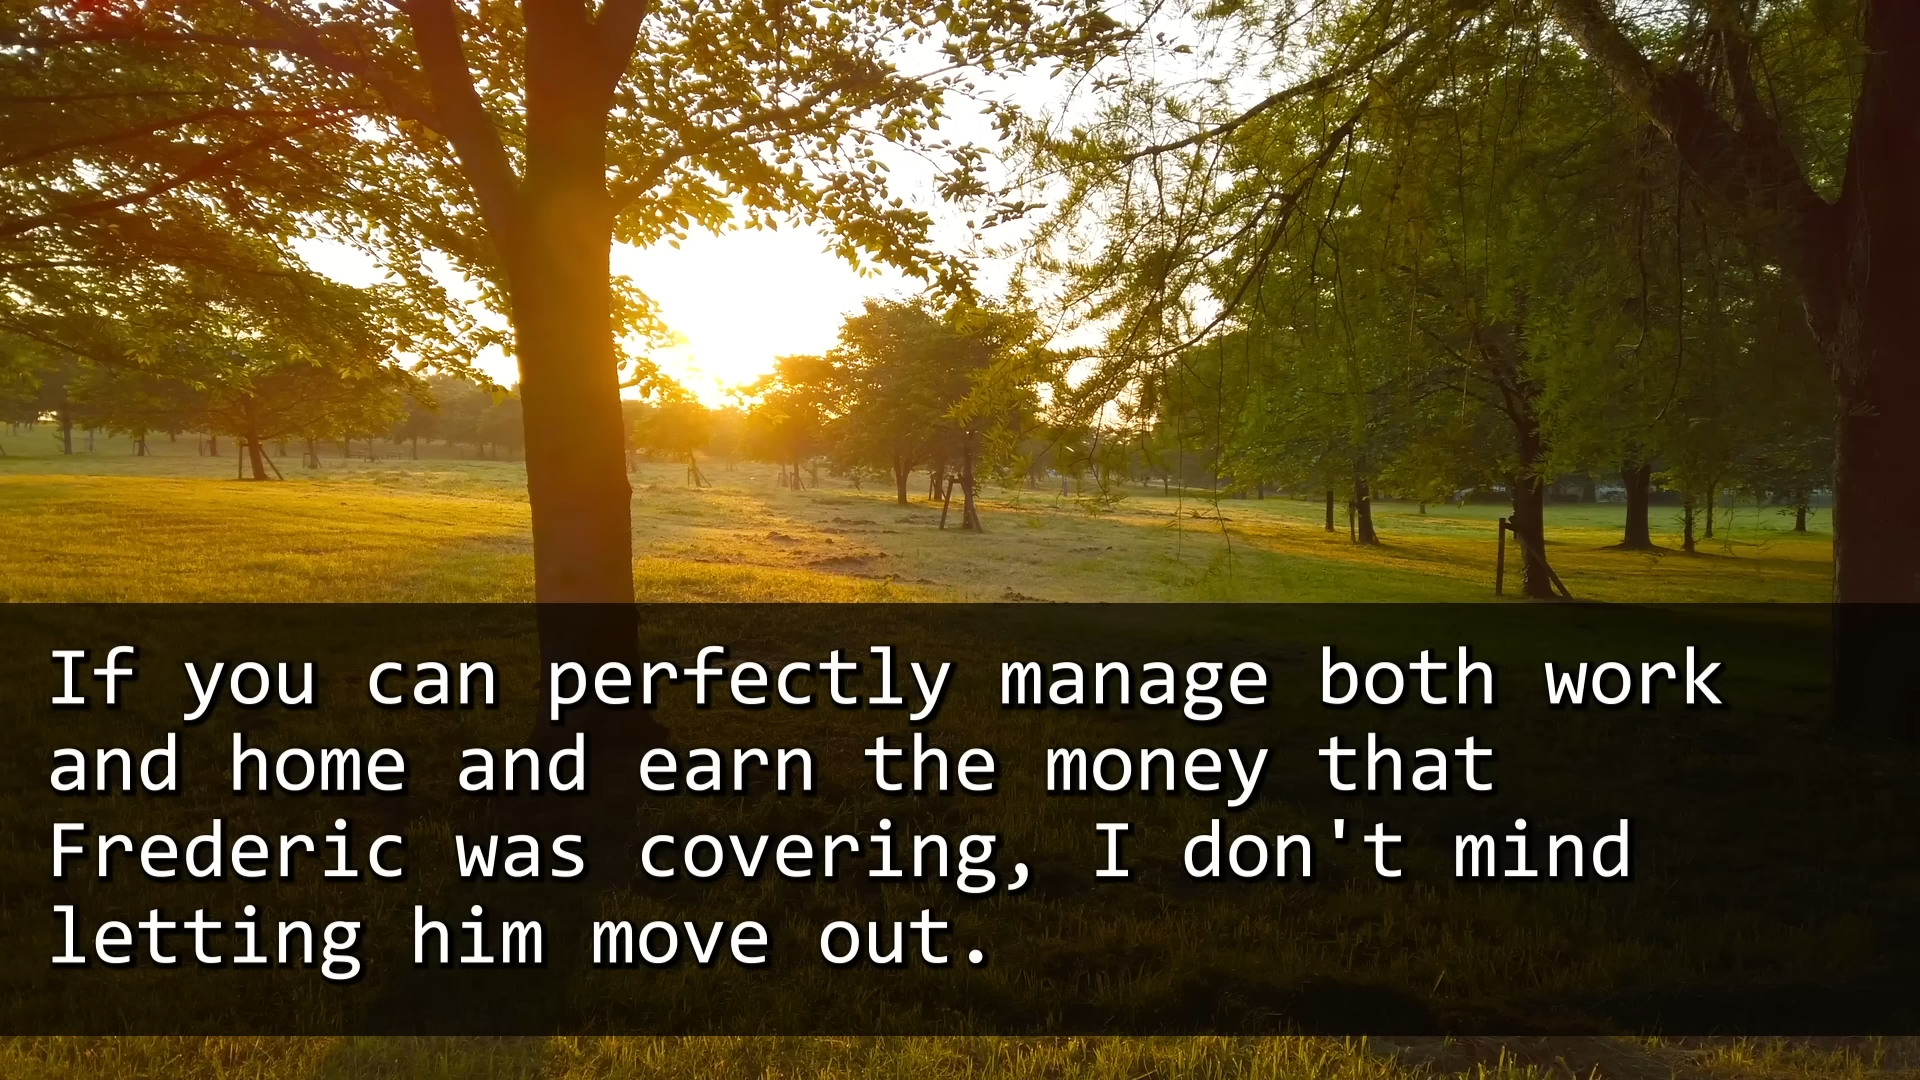 If you can perfectly manage both work
and home and earn the money that
Frederic was covering, I don't mind
letting him move out.